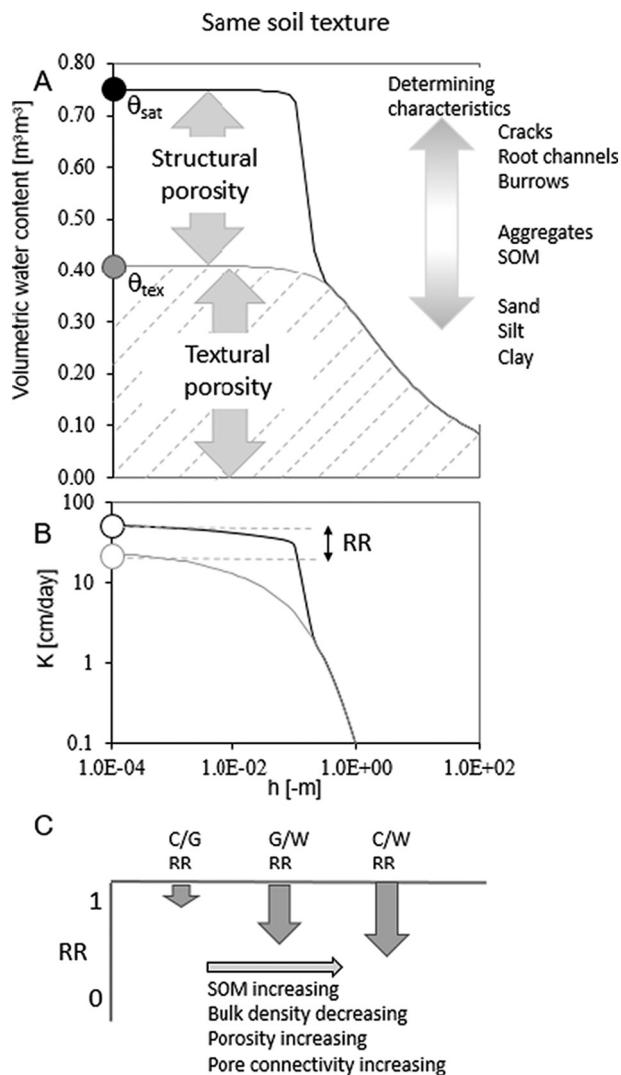 Same soil texture
A
Volumetric water content [m³m³]
0.80
0.70
0.60
0.50
0.40
0.30
0.20
0.10
0.00
θsat
Structural
porosity
θtex
Textural
porosity
Determining
characteristics
Cracks
Root channels
Burrows
Aggregates
SOM
Sand
Silt
Clay
B
K [cm/day]
100
10
1
0.1
RR
1.0E-04
1.0E-02
1.0E+00
1.0E+02
h [-m]
C
C/G
RR
G/W
RR
C/W
RR
1
RR
0
SOM increasing
Bulk density decreasing
Porosity increasing
Pore connectivity increasing